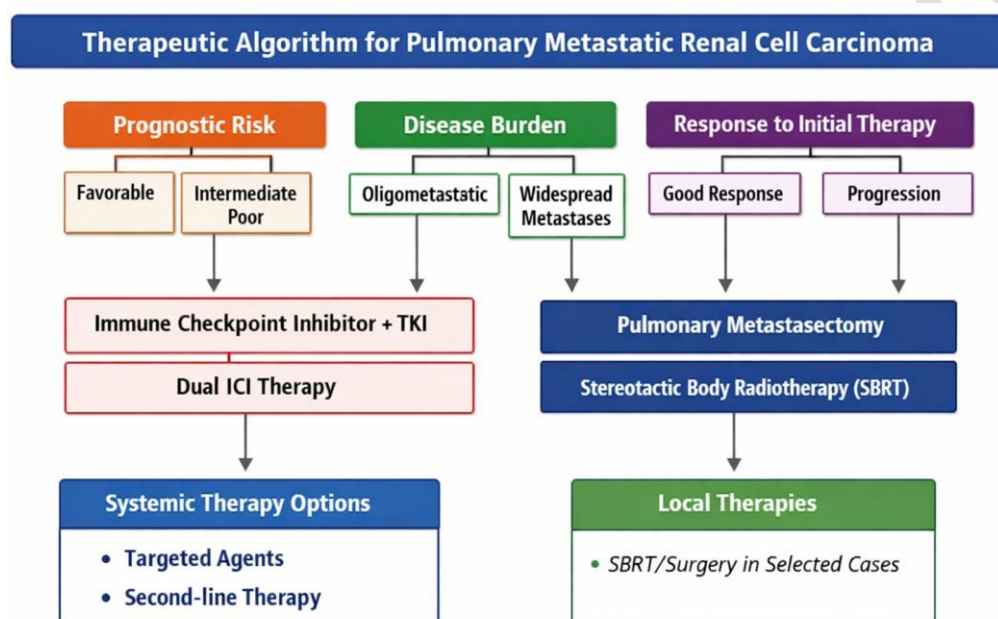 Therapeutic Algorithm for Pulmonary Metastatic Renal Cell Carcinoma
Prognostic Risk
Disease Burden
Response to Initial Therapy
Favorable
Intermediate
Poor
Oligometastatic
Widespread
Metastases
Good Response
Progression
Immune Checkpoint Inhibitor + TKI
Dual ICI Therapy
Pulmonary Metastasectomy
Stereotactic Body Radiotherapy (SBRT)
Systemic Therapy Options
• Targeted Agents
• Second-line Therapy
Local Therapies
• SBRT/Surgery in Selected Cases